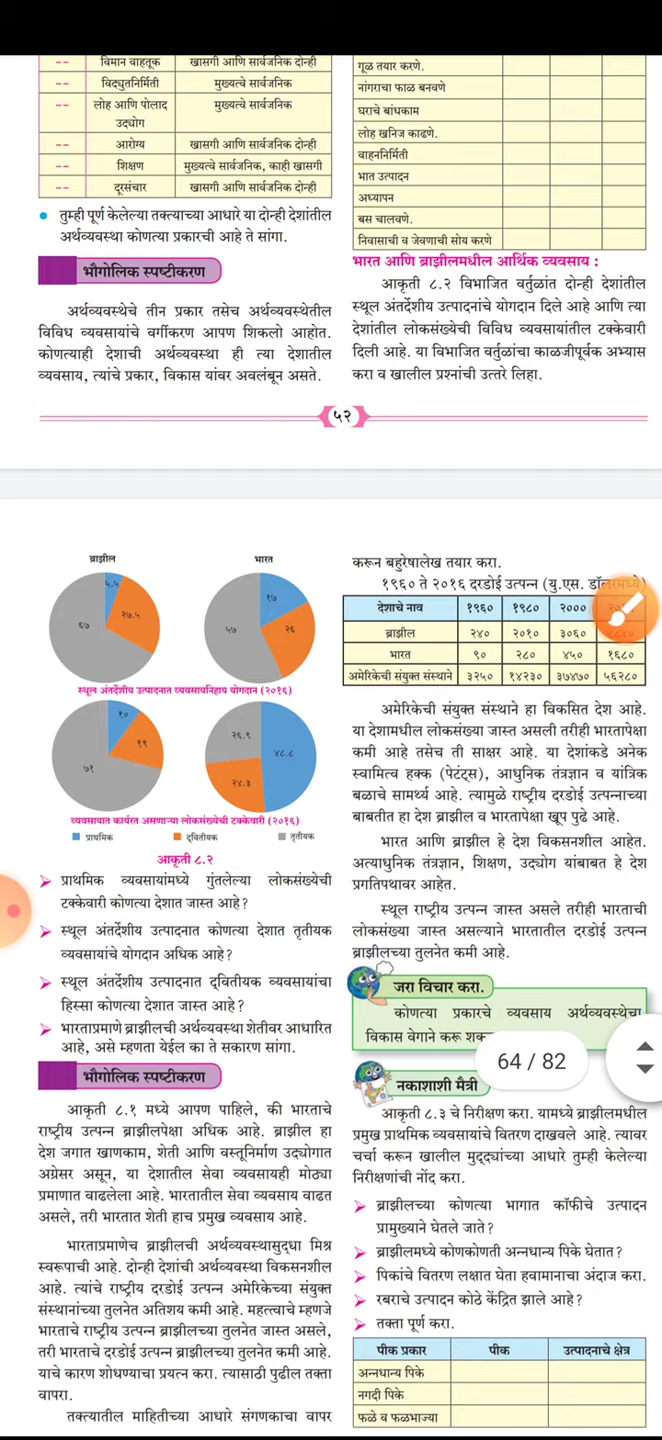 -- विमान वाहतूक खासगी आणि सार्वजनिक दोन्ही
-- विद्युतनिर्मिती मुख्यत्वे सार्वजनिक
-- लोह आणि पोलाद उद्योग मुख्यत्वे सार्वजनिक
-- आरोग्य खासगी आणि सार्वजनिक दोन्ही
-- शिक्षण मुख्यत्वे सार्वजनिक, काही खासगी
-- दूरसंचार खासगी आणि सार्वजनिक दोन्ही
• तुम्ही पूर्ण केलेल्या तक्त्याच्या आधारे या दोन्ही देशांतील
अर्थव्यवस्था कोणत्या प्रकारची आहे ते सांगा.
भौगोलिक स्पष्टीकरण
अर्थव्यवस्थेचे तीन प्रकार तसेच अर्थव्यवस्थेतील
विविध व्यवसायांचे वर्गीकरण आपण शिकलो आहोत.
कोणत्याही देशाची अर्थव्यवस्था ही त्या देशातील
व्यवसाय, त्यांचे प्रकार, विकास यांवर अवलंबून असते.
गूळ तयार करणे.
नांगराचा फाळ बनवणे
घराचे बांधकाम
लोह खनिज काढणे.
वाहननिर्मिती
भात उत्पादन
अध्यापन
बस चालवणे.
निवासाची व जेवणाची सोय करणे
भारत आणि ब्राझीलमधील आर्थिक व्यवसाय :
आकृती ८.२ विभाजित वर्तुळांत दोन्ही देशांतील
स्थूल अंतर्देशीय उत्पादनांचे योगदान दिले आहे आणि त्या
देशांतील लोकसंख्येची विविध व्यवसायांतील टक्केवारी
दिली आहे. या विभाजित वर्तुळांचा काळजीपूर्वक अभ्यास
करा व खालील प्रश्नांची उत्तरे लिहा.
५२
ब्राझील भारत
५.५ २७.५ ६७
१७ २६ ५७
स्थूल अंतर्देशीय उत्पादनात व्यवसायनिहाय योगदान (२०१६)
१० १९ ७१
४८.८ २४.३ २६.९
व्यवसायात कार्यरत असणाऱ्या लोकसंख्येची टक्केवारी (२०१६)
प्राथमिक द्वितीयक तृतीयक
आकृती ८.२
➤ प्राथमिक व्यवसायांमध्ये गुंतलेल्या लोकसंख्येची
टक्केवारी कोणत्या देशात जास्त आहे?
➤ स्थूल अंतर्देशीय उत्पादनात कोणत्या देशात तृतीयक
व्यवसायांचे योगदान अधिक आहे?
➤ स्थूल अंतर्देशीय उत्पादनात द्वितीयक व्यवसायांचा
हिस्सा कोणत्या देशात जास्त आहे?
➤ भारताप्रमाणे ब्राझीलची अर्थव्यवस्था शेतीवर आधारित
आहे, असे म्हणता येईल का ते सकारण सांगा.
भौगोलिक स्पष्टीकरण
आकृती ८.१ मध्ये आपण पाहिले, की भारताचे
राष्ट्रीय उत्पन्न ब्राझीलपेक्षा अधिक आहे. ब्राझील हा
देश जगात खाणकाम, शेती आणि वस्तूनिर्माण उद्योगात
अग्रेसर असून, या देशातील सेवा व्यवसायही मोठ्या
प्रमाणात वाढलेला आहे. भारतातील सेवा व्यवसाय वाढत
असले, तरी भारतात शेती हाच प्रमुख व्यवसाय आहे.
भारताप्रमाणेच ब्राझीलची अर्थव्यवस्थासुद्धा मिश्र
स्वरूपाची आहे. दोन्ही देशांची अर्थव्यवस्था विकसनशील
आहे. त्यांचे राष्ट्रीय दरडोई उत्पन्न अमेरिकेच्या संयुक्त
संस्थानांच्या तुलनेत अतिशय कमी आहे. महत्त्वाचे म्हणजे
भारताचे राष्ट्रीय उत्पन्न ब्राझीलच्या तुलनेत जास्त असले,
तरी भारताचे दरडोई उत्पन्न ब्राझीलच्या तुलनेत कमी आहे.
याचे कारण शोधण्याचा प्रयत्न करा. त्यासाठी पुढील तक्ता
वापरा.
तक्त्यातील माहितीच्या आधारे संगणकाचा वापर
करून बहुरेषालेख तयार करा.
१९६० ते २०१६ दरडोई उत्पन्न (यु.एस. डॉलरमध्ये)
देशाचे नाव १९६० १९८० २०००
ब्राझील २४० २०१० ३०६० ८८४०
भारत ९० २८० ४५० १६८०
अमेरिकेची संयुक्त संस्थाने ३२५० १४२३० ३७४७० ५६२८०
अमेरिकेची संयुक्त संस्थाने हा विकसित देश आहे.
या देशामधील लोकसंख्या जास्त असली तरीही भारतापेक्षा
कमी आहे तसेच ती साक्षर आहे. या देशांकडे अनेक
स्वामित्व हक्क (पेटंट्स), आधुनिक तंत्रज्ञान व यांत्रिक
बळाचे सामर्थ्य आहे. त्यामुळे राष्ट्रीय दरडोई उत्पन्नाच्या
बाबतीत हा देश ब्राझील व भारतापेक्षा खूप पुढे आहे.
भारत आणि ब्राझील हे देश विकसनशील आहेत.
अत्याधुनिक तंत्रज्ञान, शिक्षण, उद्योग यांबाबत हे देश
प्रगतिपथावर आहेत.
स्थूल राष्ट्रीय उत्पन्न जास्त असले तरीही भारताची
लोकसंख्या जास्त असल्याने भारतातील दरडोई उत्पन्न
ब्राझीलच्या तुलनेत कमी आहे.
जरा विचार करा.
कोणत्या प्रकारचे व्यवसाय अर्थव्यवस्थेचा
विकास वेगाने करू
64 / 82
नकाशाशी मैत्री
आकृती ८.३ चे निरीक्षण करा. यामध्ये ब्राझीलमधील
प्रमुख प्राथमिक व्यवसायांचे वितरण दाखवले आहे. त्यावर
चर्चा करून खालील मुद्द्यांच्या आधारे तुम्ही केलेल्या
निरीक्षणांची नोंद करा.
➤ ब्राझीलच्या कोणत्या भागात कॉफीचे उत्पादन
प्रामुख्याने घेतले जाते?
➤ ब्राझीलमध्ये कोणकोणती अन्नधान्य पिके घेतात?
➤ पिकांचे वितरण लक्षात घेता हवामानाचा अंदाज करा.
➤ रबराचे उत्पादन कोठे केंद्रित झाले आहे?
➤ तक्ता पूर्ण करा.
पीक प्रकार पीक उत्पादनाचे क्षेत्र
अन्नधान्य पिके
नगदी पिके
फळे व फळभाज्या